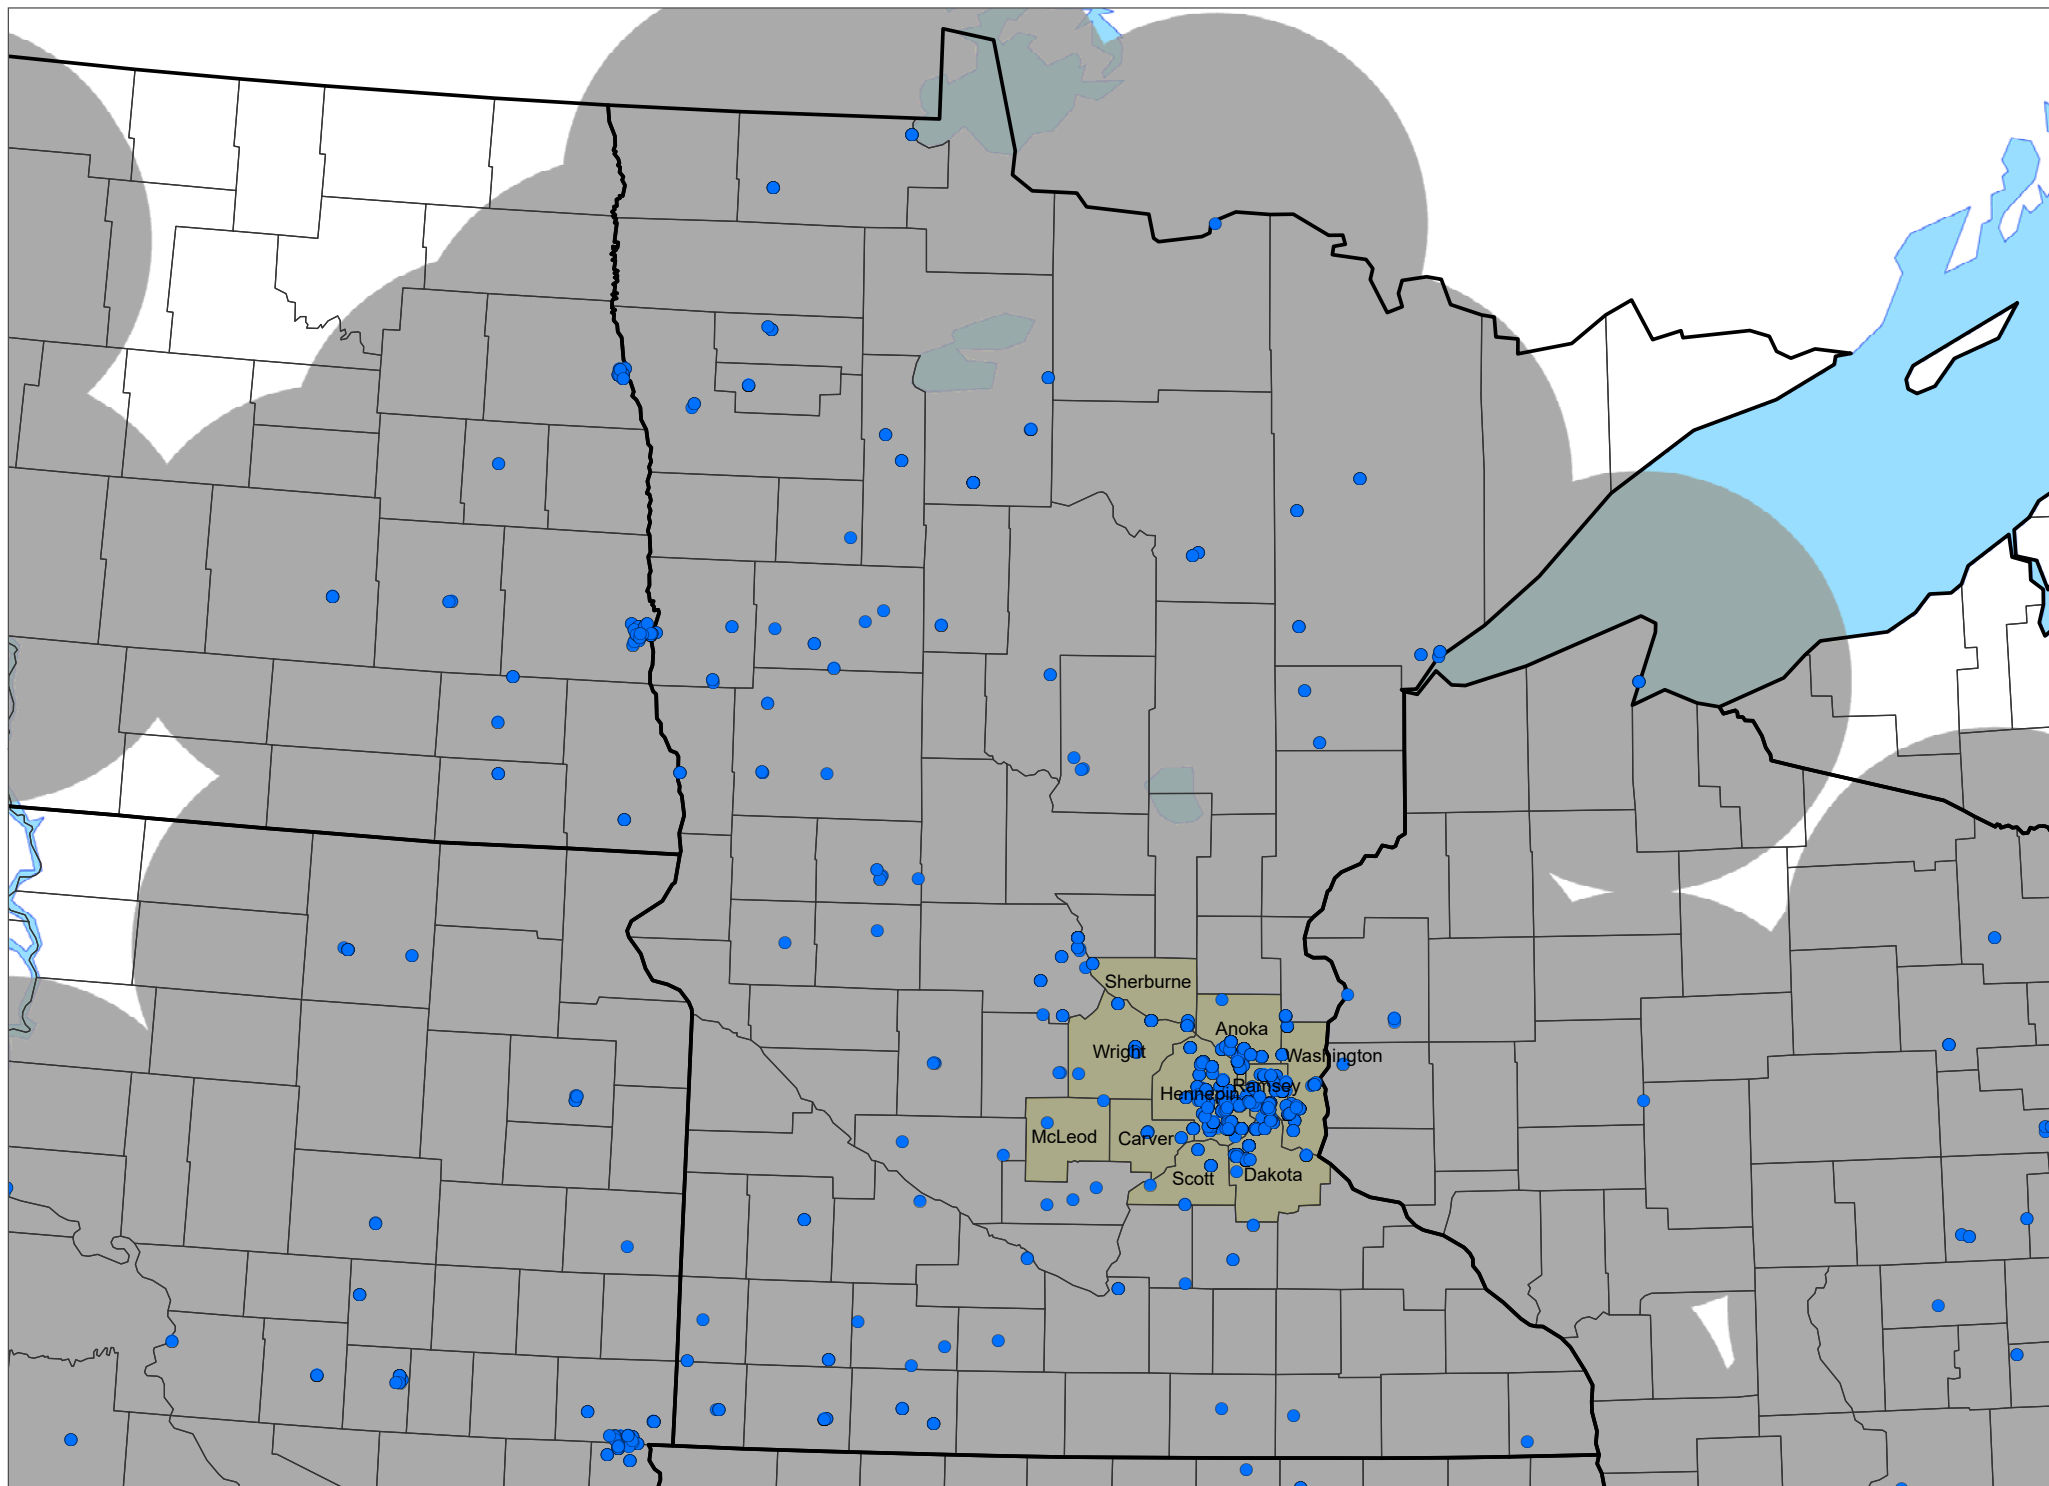 Sherburne
Anoka
Wright
Washington
Ramsey
Hennepin
McLeod
Carver
Scott
Dakota